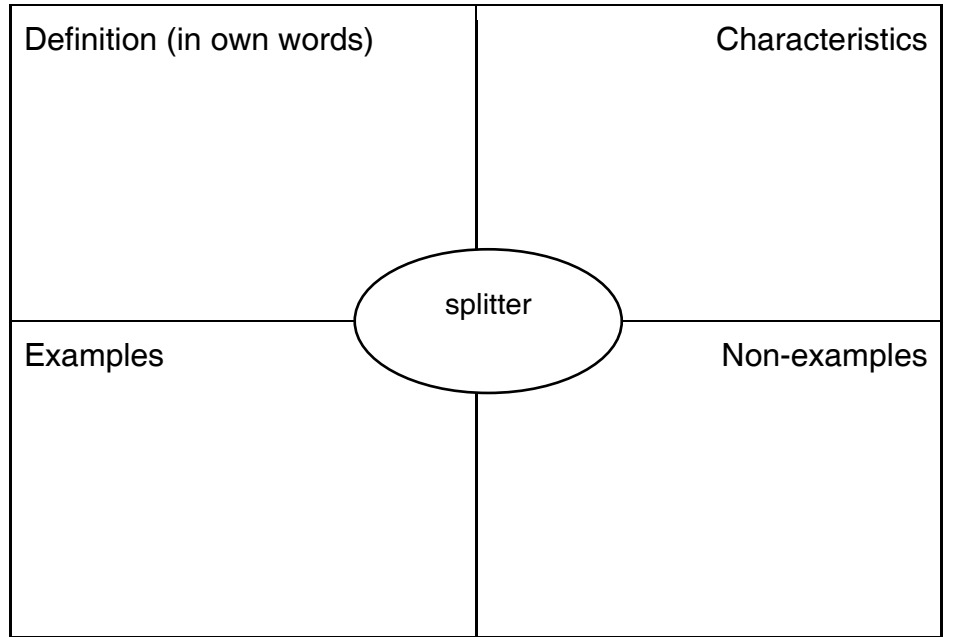 Definition (in own words)
Characteristics
splitter
Examples
Non-examples